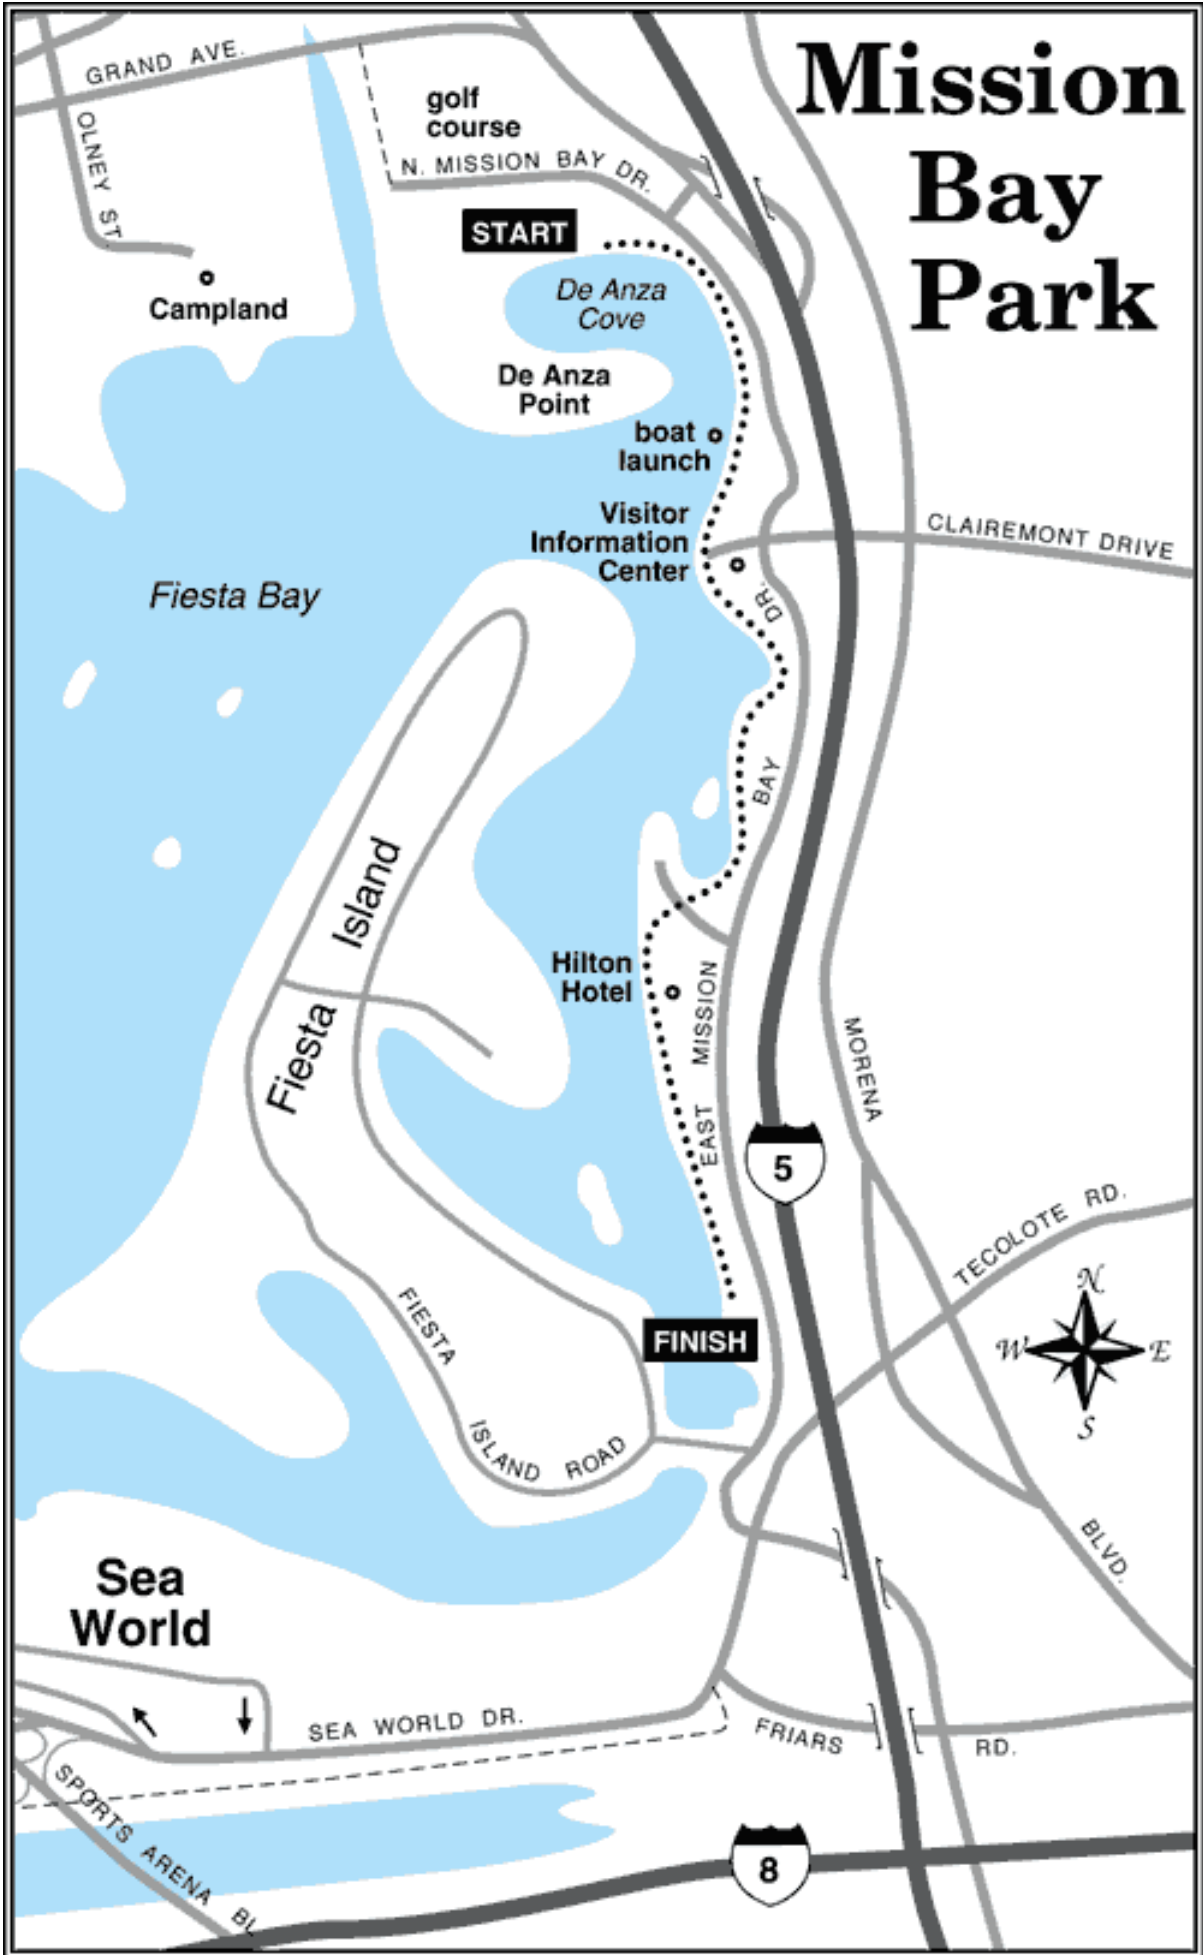 Mission
Bay
Park
GRAND AVE.
OLNEY ST.
golf
course
N. MISSION BAY DR.
START
De Anza
Cove
Campland
De Anza
Point
boat
launch
Visitor
Information
Center
CLAIREMONT DRIVE
Fiesta Bay
EAST MISSION BAY DR.
Fiesta Island
Hilton
Hotel
MORENA BLVD.
5
TECOLOTE RD.
N
W
E
S
FINISH
FIESTA ISLAND ROAD
Sea
World
SEA WORLD DR.
FRIARS RD.
SPORTS ARENA BL
8